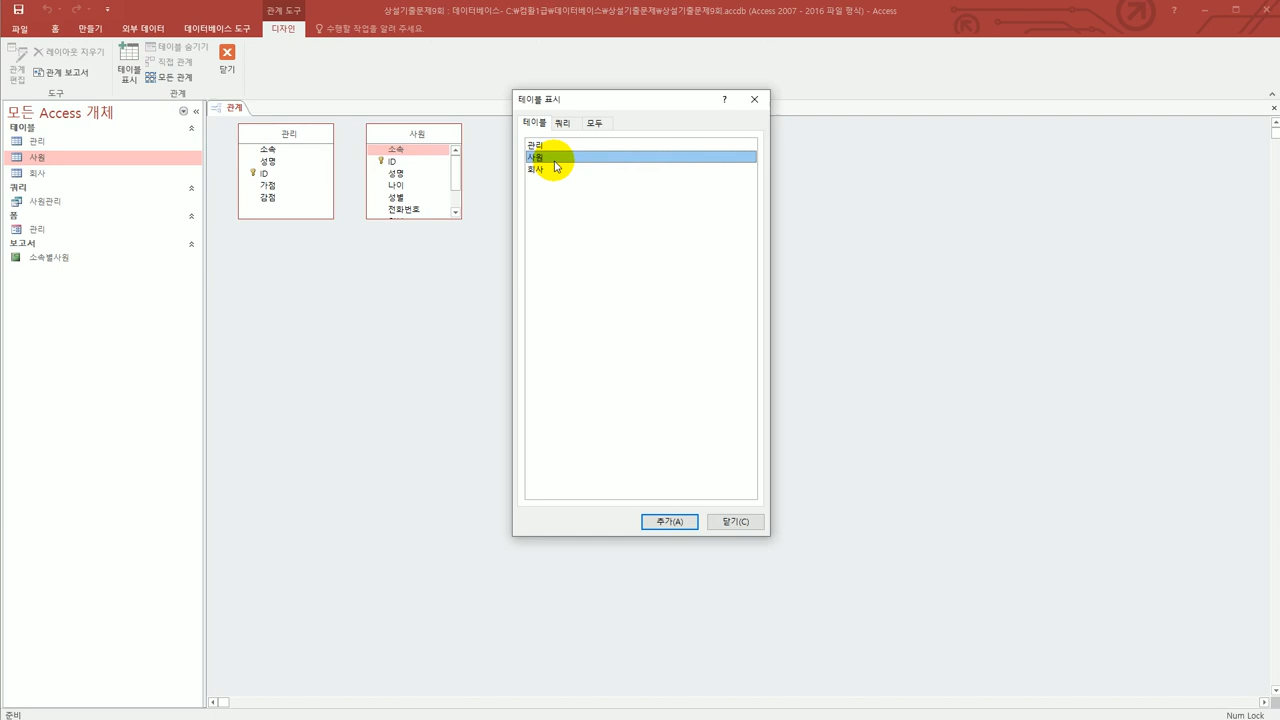 관계 도구
상설기출문제9회 : 데이터베이스- C:₩컴활1급₩데이터베이스₩상설기출문제₩상설기출문제9회.accdb (Access 2007 - 2016 파일 형식) - Access
파일 홈 만들기 외부 데이터 데이터베이스 도구 디자인 수행할 작업을 알려 주세요.
관계 편집
레이아웃 지우기
관계 보고서
도구
테이블 표시
테이블 숨기기
직접 관계
모든 관계
관계
닫기
모든 Access 개체
테이블
관리
사원
회사
쿼리
사원관리
폼
관리
보고서
소속별사원
관계
관리
소속
성명
ID
가점
감점
사원
소속
ID
성명
나이
성별
전화번호
테이블 표시
테이블 쿼리 모두
관리
사원
회사
추가(A) 닫기(C)
준비
Num Lock